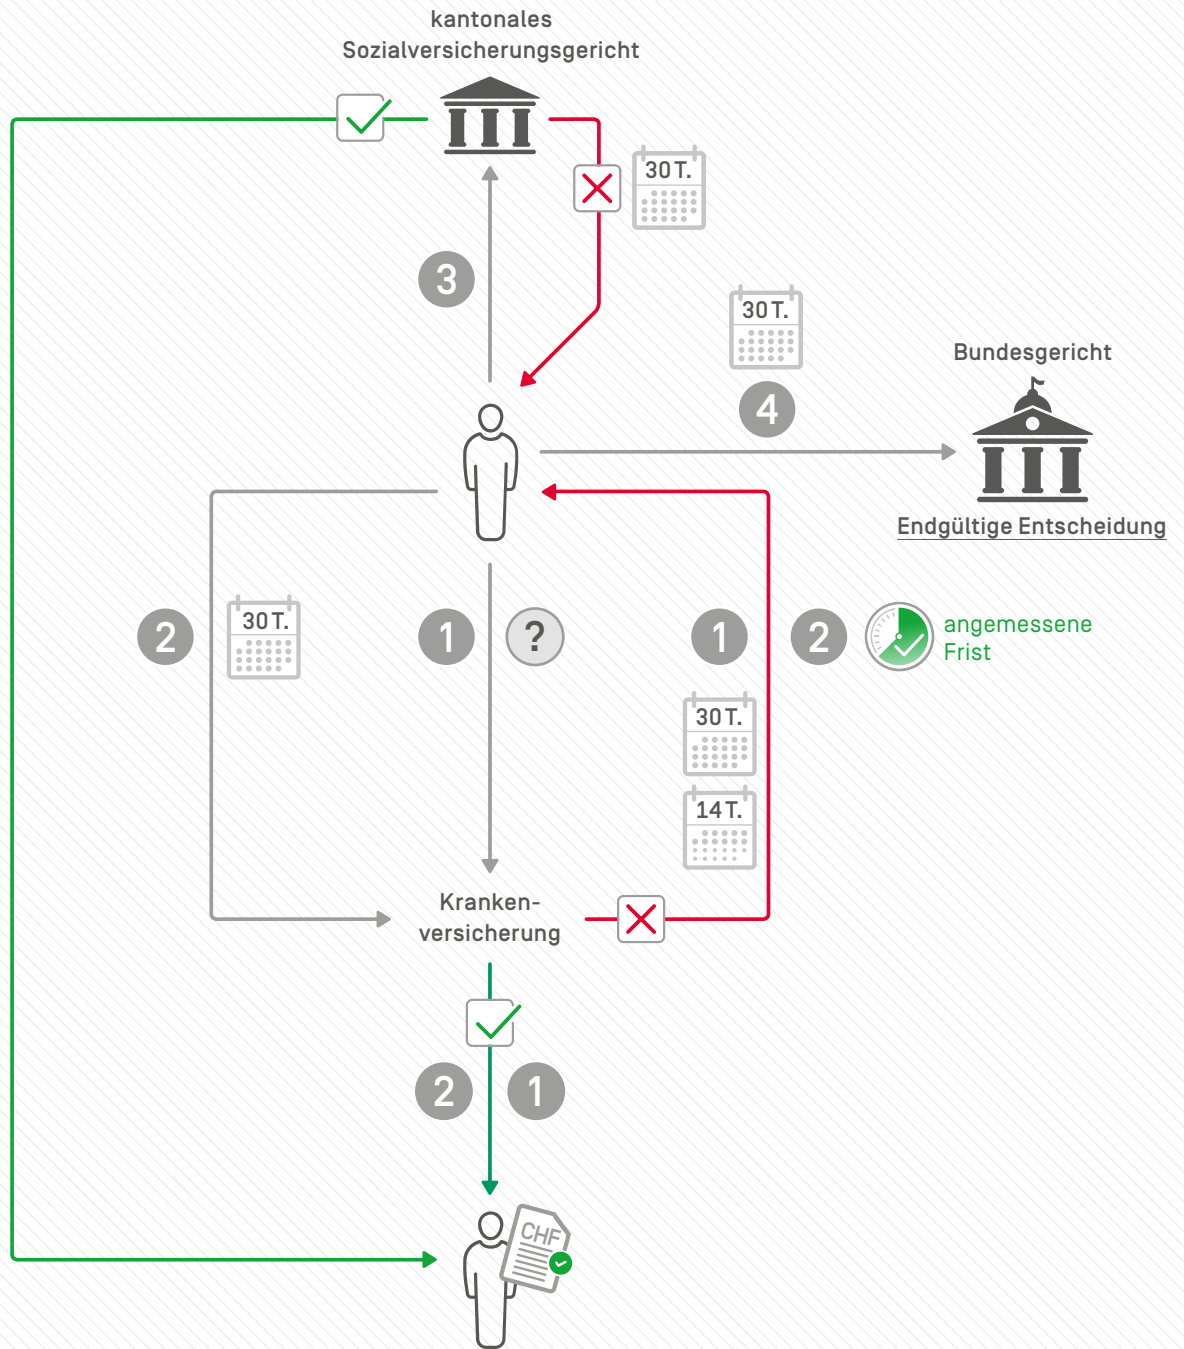 kantonales
Sozialversicherungsgericht
30 T.
3
30 T.
4
Bundesgericht
Endgültige Entscheidung
2
30 T.
1
?
1
2
angemessene
Frist
30 T.
14 T.
Kranken-
versicherung
2
1
CHF